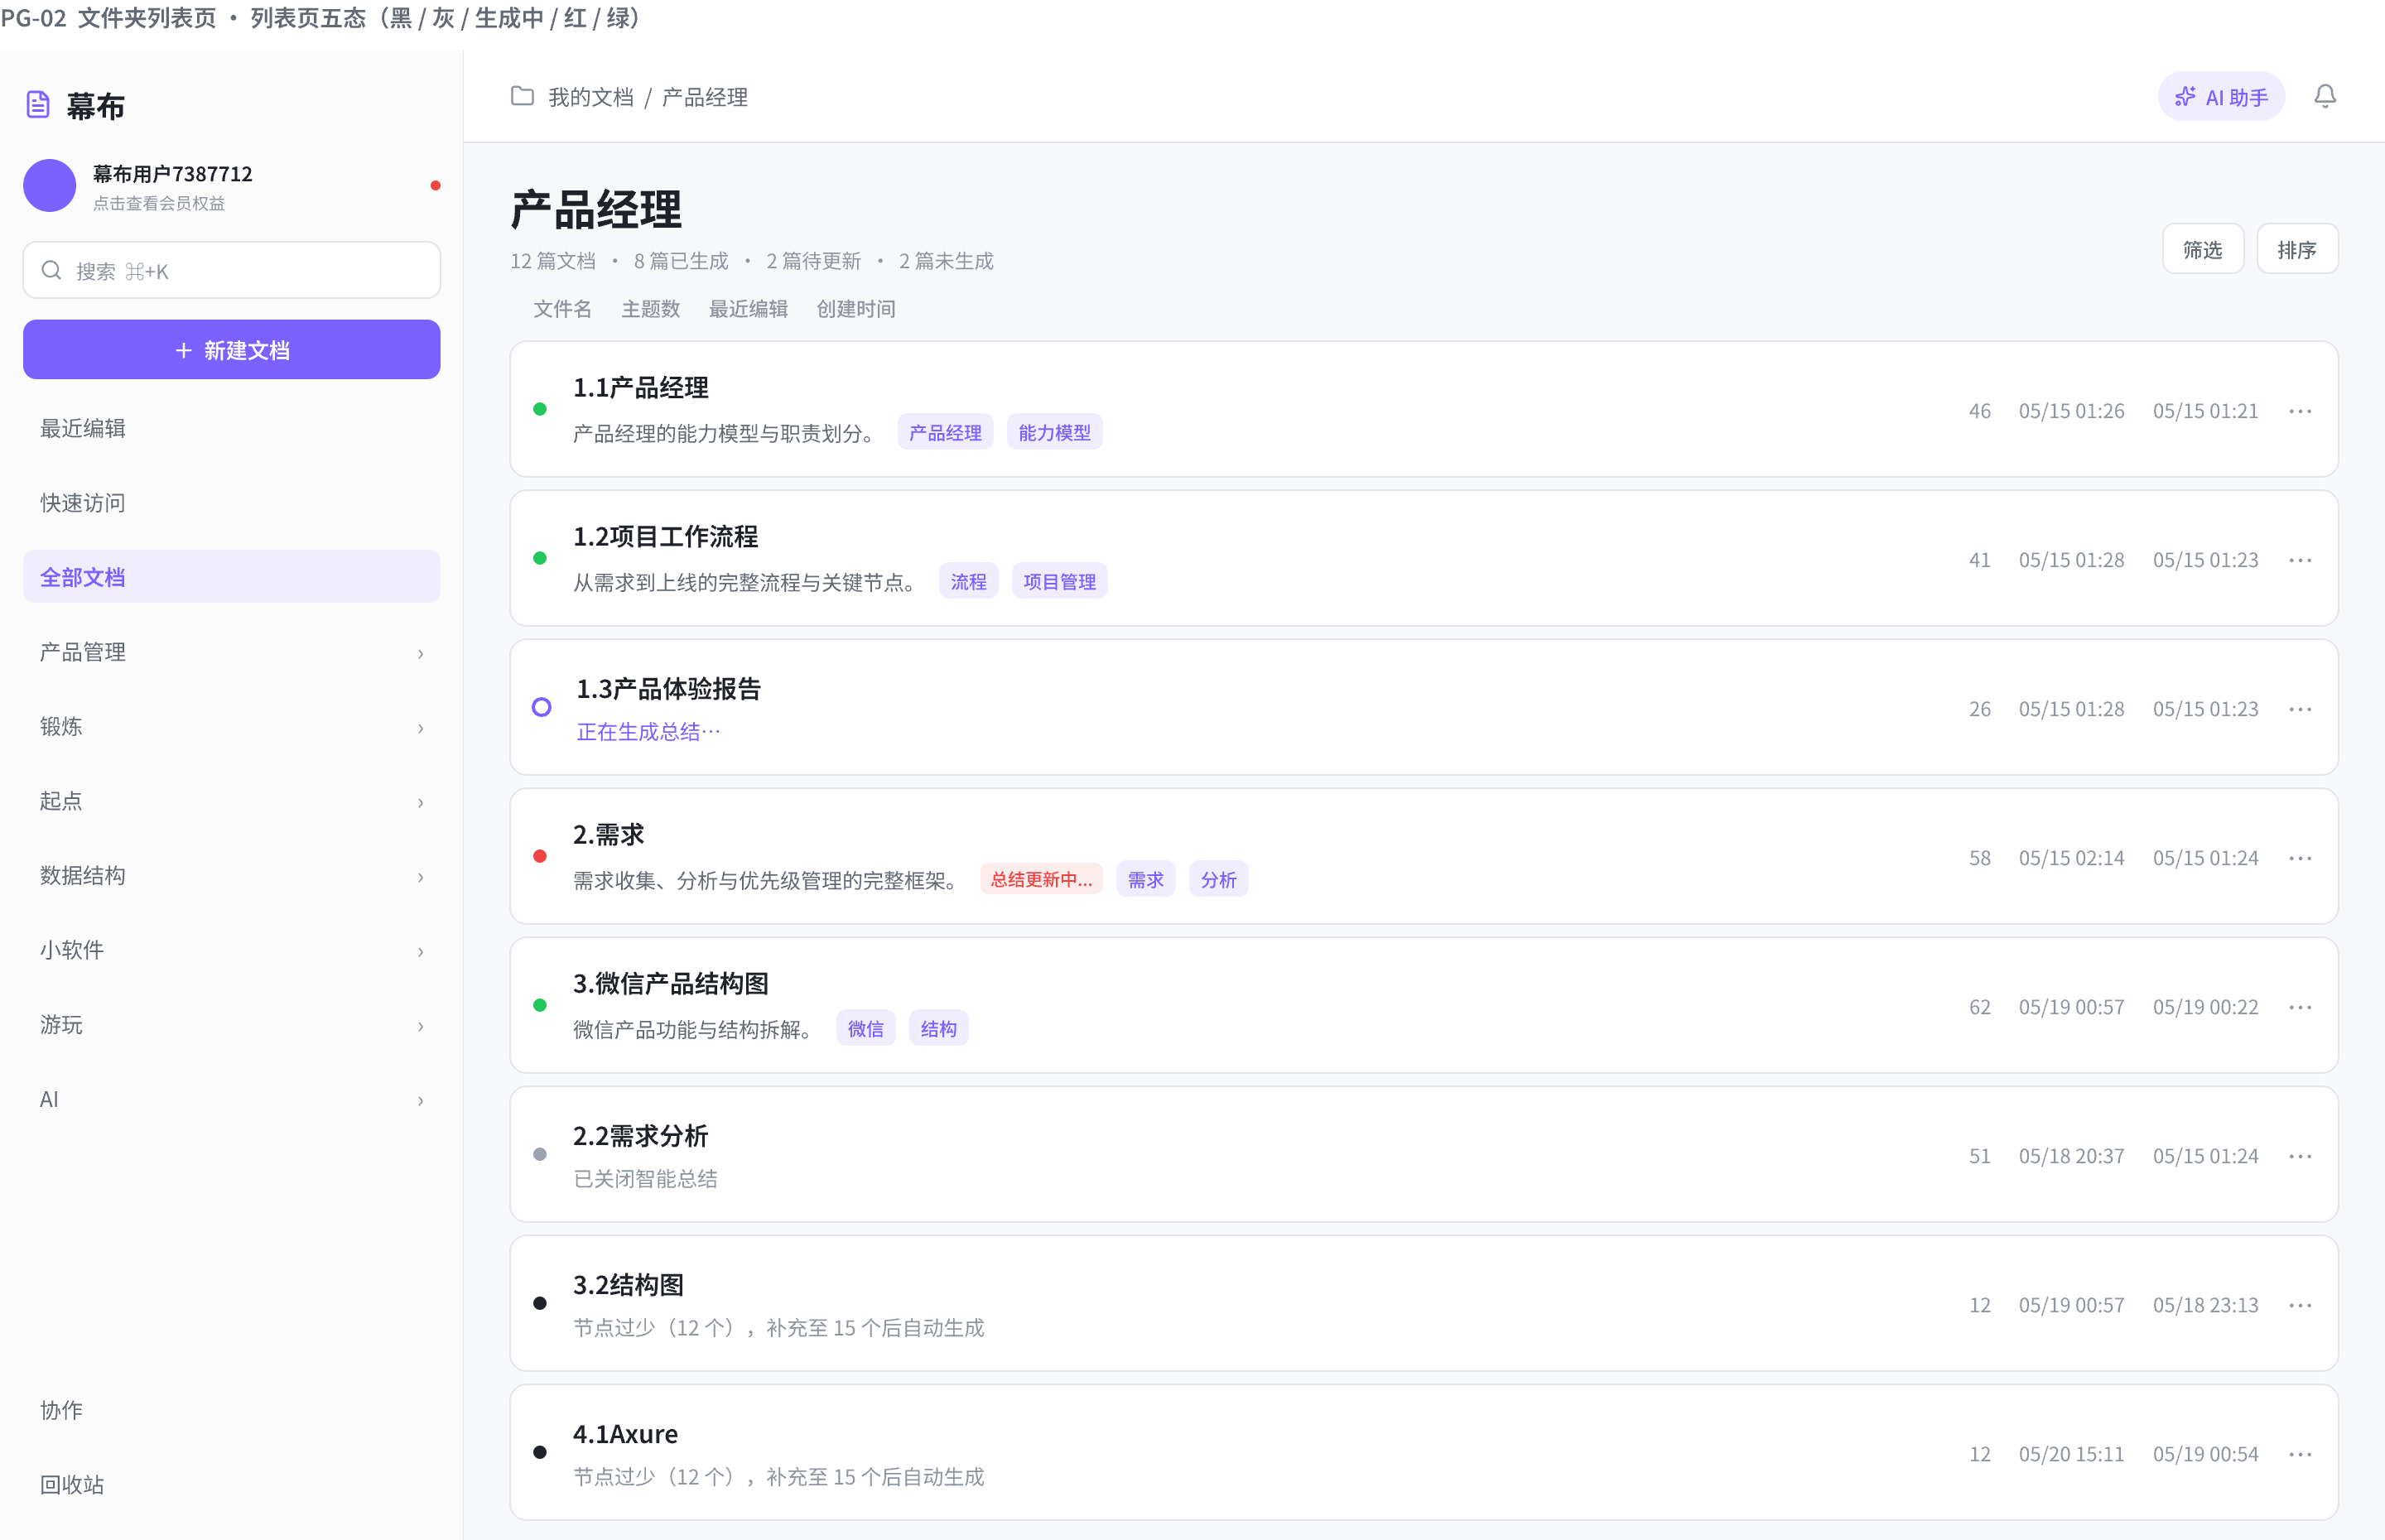 PG-02 文件夹列表页 · 列表页五态（黑 / 灰 / 生成中 / 红 / 绿）
幕布
幕布用户7387712
点击查看会员权益
搜索 ⌘+K
+ 新建文档
最近编辑
快速访问
全部文档
产品管理 ›
锻炼 ›
起点 ›
数据结构 ›
小软件 ›
游玩 ›
AI ›
协作
回收站
我的文档 / 产品经理
AI 助手
产品经理
12 篇文档 · 8 篇已生成 · 2 篇待更新 · 2 篇未生成
筛选 排序
文件名 主题数 最近编辑 创建时间
1.1产品经理
产品经理的能力模型与职责划分。 产品经理 能力模型
46 05/15 01:26 05/15 01:21 ···
1.2项目工作流程
从需求到上线的完整流程与关键节点。 流程 项目管理
41 05/15 01:28 05/15 01:23 ···
1.3产品体验报告
正在生成总结···
26 05/15 01:28 05/15 01:23 ···
2.需求
需求收集、分析与优先级管理的完整框架。 总结更新中... 需求 分析
58 05/15 02:14 05/15 01:24 ···
3.微信产品结构图
微信产品功能与结构拆解。 微信 结构
62 05/19 00:57 05/19 00:22 ···
2.2需求分析
已关闭智能总结
51 05/18 20:37 05/15 01:24 ···
3.2结构图
节点过少（12 个），补充至 15 个后自动生成
12 05/19 00:57 05/18 23:13 ···
4.1Axure
节点过少（12 个），补充至 15 个后自动生成
12 05/20 15:11 05/19 00:54 ···